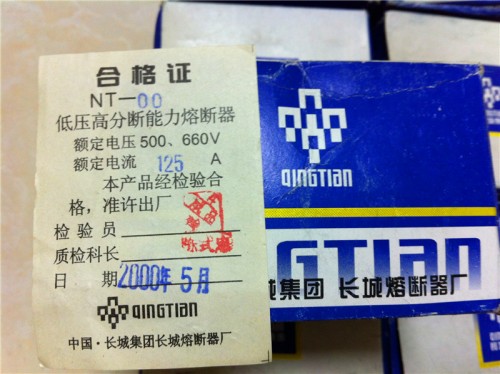 合格证
NT—00
低压高分断能力熔断器
额定电压 500、660V
额定电流 125 A
本产品经检验合
格，准许出厂
检 验 员
质检科长
日 期 2000年 5月
QINGTIAN
中国·长城集团长城熔断器厂
QINGTIAN
NGTIAN
城集团 长城熔断器厂